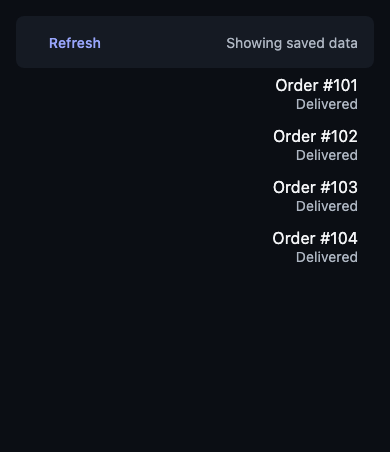 Showing saved data
Refresh
Order #101
Delivered
Order #102
Delivered
Order #103
Delivered
Order #104
Delivered